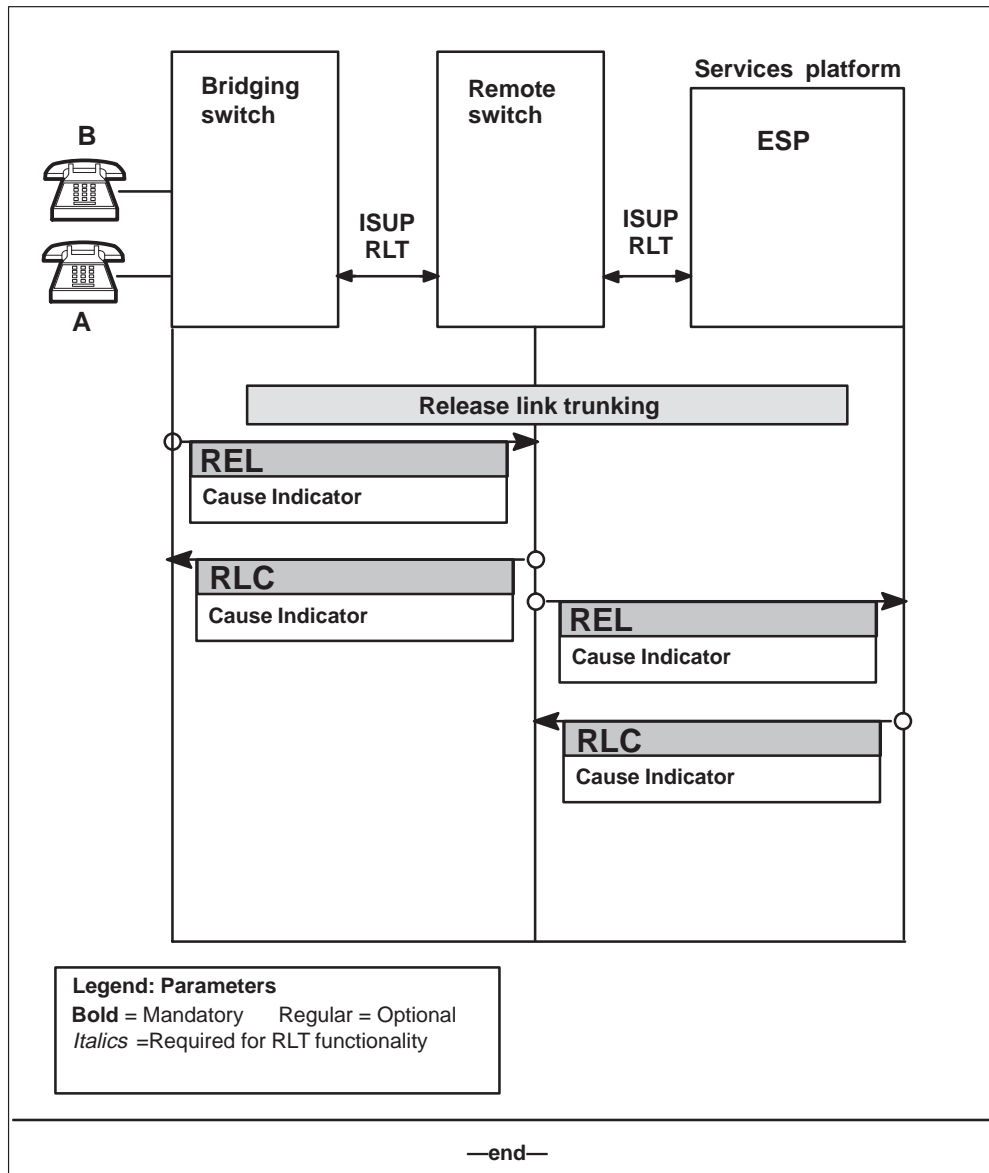 Bridging
switch
Remote
switch
Services platform
ESP
B
A
ISUP
RLT
ISUP
RLT
Release link trunking
REL
Cause Indicator
RLC
Cause Indicator
REL
Cause Indicator
RLC
Cause Indicator
Legend: Parameters
Bold = Mandatory Regular = Optional
Italics =Required for RLT functionality
—end—